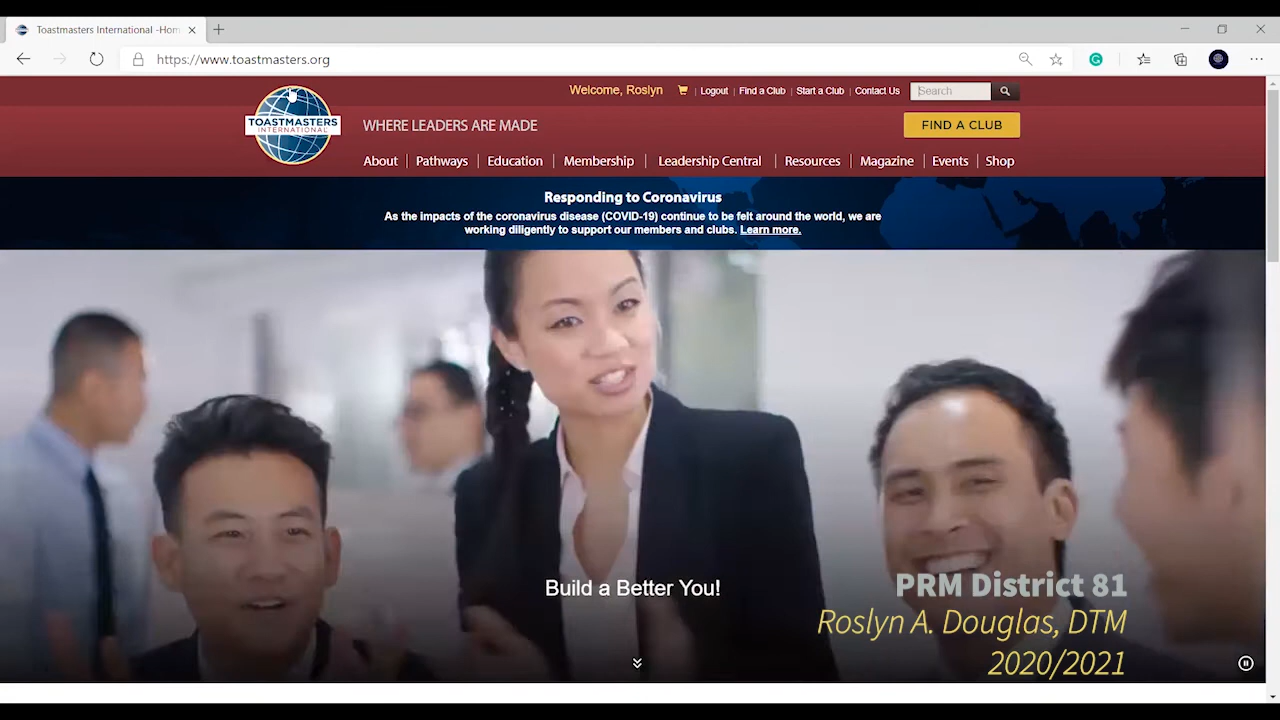 Toastmasters International -Hom
https://www.toastmasters.org
Welcome, Roslyn
Logout
Find a Club
Start a Club
Contact Us
Search
TOASTMASTERS
INTERNATIONAL
WHERE LEADERS ARE MADE
FIND A CLUB
About
Pathways
Education
Membership
Leadership Central
Resources
Magazine
Events
Shop
Responding to Coronavirus
As the impacts of the coronavirus disease (COVID-19) continue to be felt around the world, we are
working diligently to support our members and clubs. Learn more.
Build a Better You!
PRM District 81
Roslyn A. Douglas, DTM
2020/2021